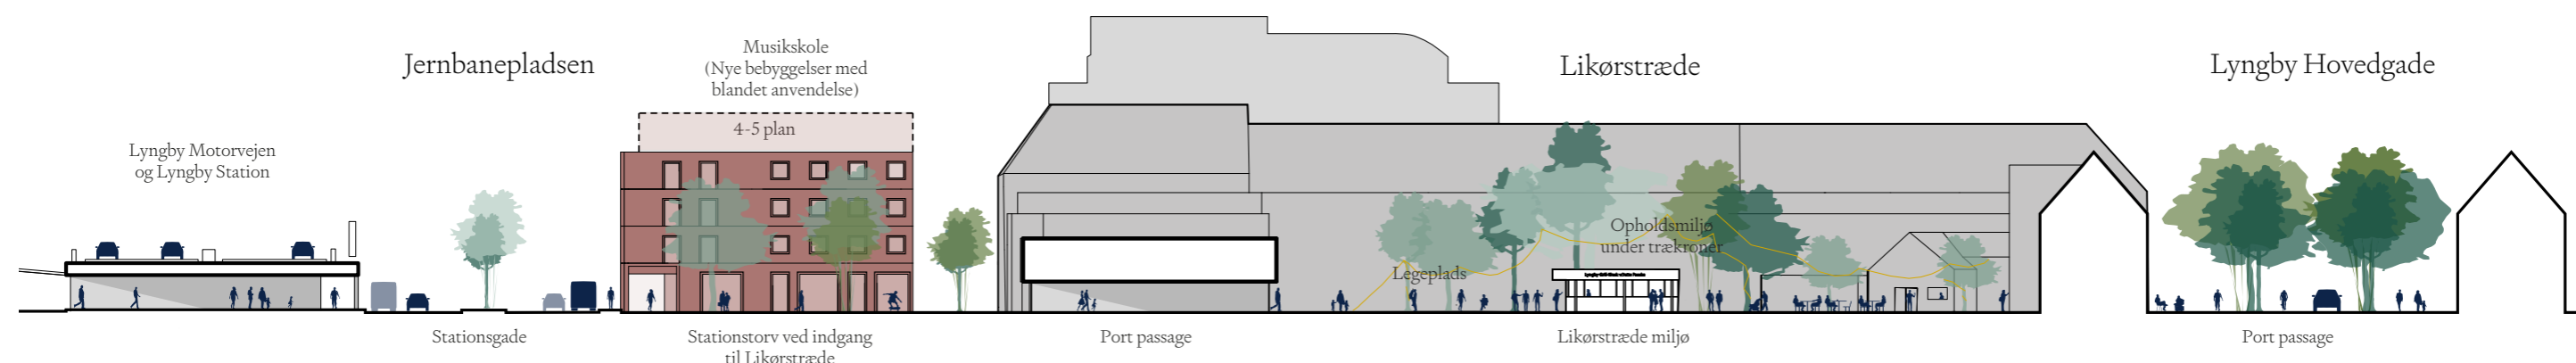 Jernbanepladsen
Musikskole
(Nye bebyggelser med
blandet anvendelse)
Likørstræde
Lyngby Hovedgade
4-5 plan
Lyngby Motorvejen
og Lyngby Station
Opholdsmiljø
under trækroner
Legeplads
Stationsgade
Stationstorv ved indgang
til Likørstræde
Port passage
Likørstræde miljø
Port passage